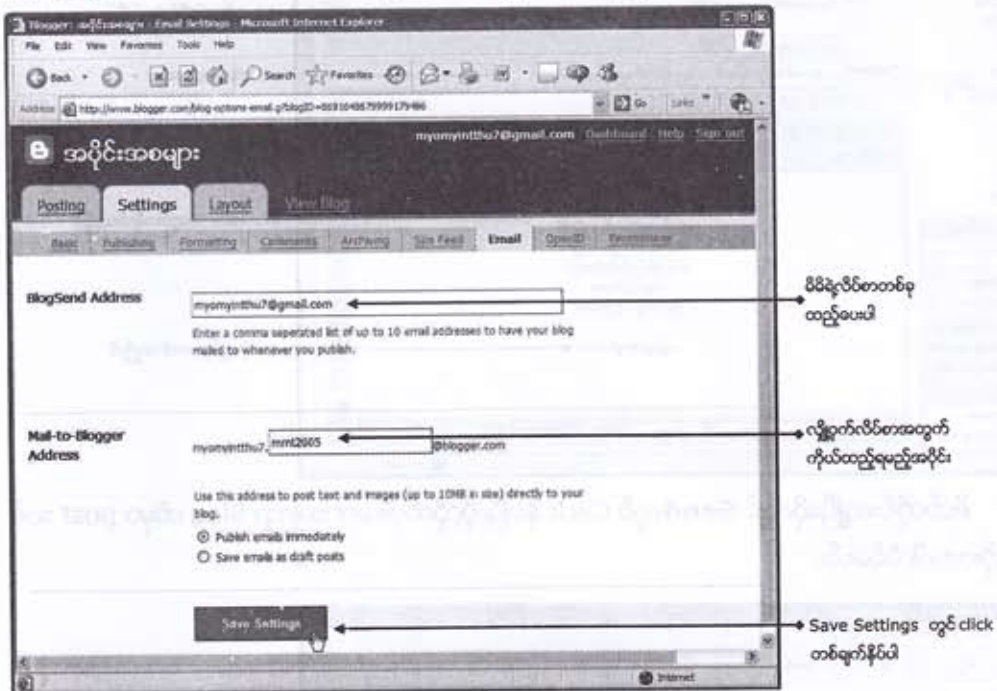 Blogger: အပိုင်းအစများ - Email Settings - Microsoft Internet Explorer
File Edit View Favorites Tools Help
Back Search Favorites
Address http://www.blogger.com/blog-options-email.g? Go Links
myomyintthu7@gmail.com Dashboard Help Sign out
အပိုင်းအစများ
Posting Settings Layout View Blog
Basic Publishing Formatting Comments Archiving Site Feed Email OpenID Permissions
BlogSend Address
myomyintthu7@gmail.com
မိမိရဲ့လိပ်စာတစ်ခု
ထည့်ပေးပါ
Enter a comma seperated list of up to 10 email addresses to have your blog
mailed to whenever you publish.
Mail-to-Blogger
Address
myomyintthu7. mmt2005 @blogger.com
လျှို့ဝှက်လိပ်စာအတွက်
ကိုယ်ထည့်ရမည့်အပိုင်း
Use this address to post text and images (up to 10MB in size) directly to your
blog.
Publish emails immediately
Save emails as draft posts
Save Settings
Save Settings တွင် click
တစ်ချက်နှိပ်ပါ
Internet